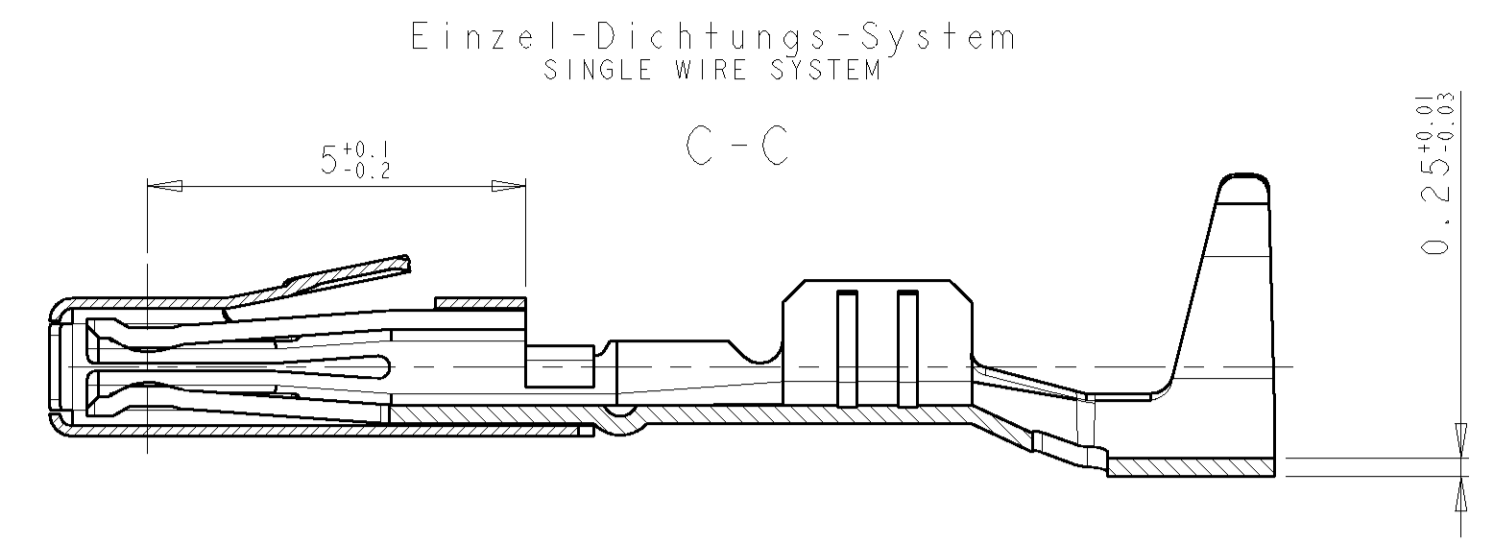 Einzel-Dichtungs-System
SINGLE WIRE SYSTEM
C-C
5+0.1-0.2
0.25+0.01-0.03